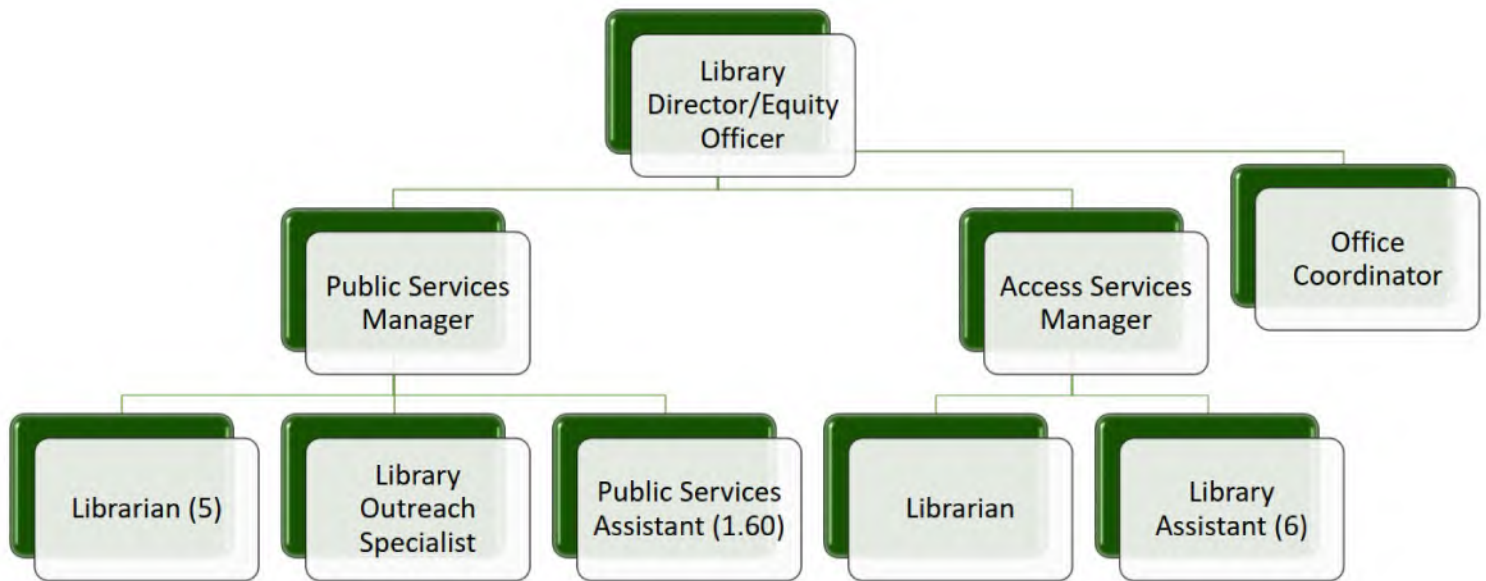 Library
Director/Equity
Officer
Office
Coordinator
Public Services
Manager
Access Services
Manager
Librarian (5)
Library
Outreach
Specialist
Public Services
Assistant (1.60)
Librarian
Library
Assistant (6)